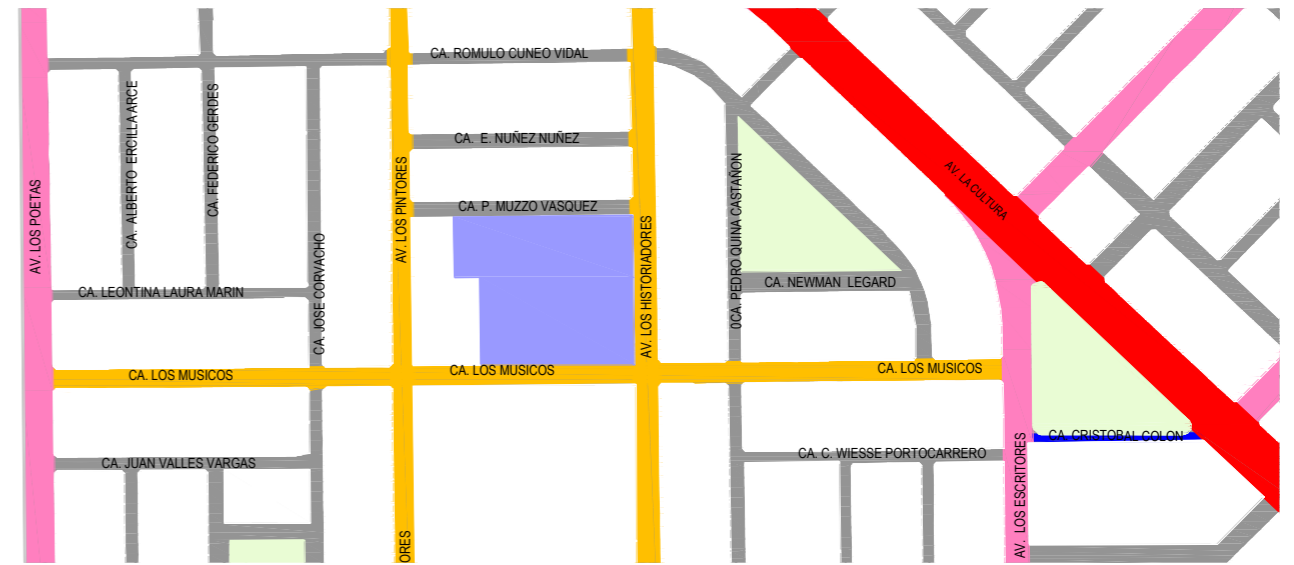 CA. ROMULO CUNEO VIDAL
CA. ALBERTO ERCILLA ARCE
CA. FEDERICO GERDES
CA. E. NUÑEZ NUÑEZ
AV. LOS POETAS
AV. LOS PINTORES
CA. P. MUZZO VASQUEZ
0CA. PEDRO QUINA CASTAÑON
AV. LA CULTURA
CA. JOSE CORVACHO
AV. LOS HISTORIADORES
CA. LEONTINA LAURA MARIN
CA. NEWMAN LEGARD
CA. LOS MUSICOS
CA. LOS MUSICOS
CA. LOS MUSICOS
CA. CRISTOBAL COLON
CA. JUAN VALLES VARGAS
CA. C. WIESSE PORTOCARRERO
AV. LOS ESCRITORES
ORES